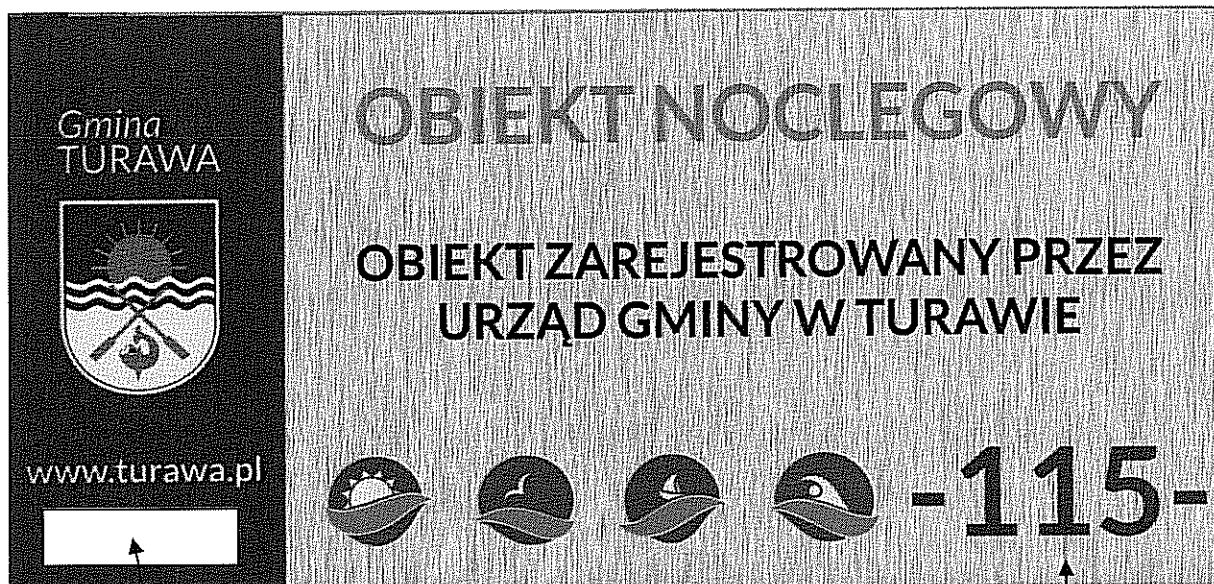 Gmina
TURAWA
www.turawa.pl
OBIEKT NOCLEGOWY
OBIEKT ZAREJESTROWANY PRZEZ
URZĄD GMINY W TURAWIE
-115-